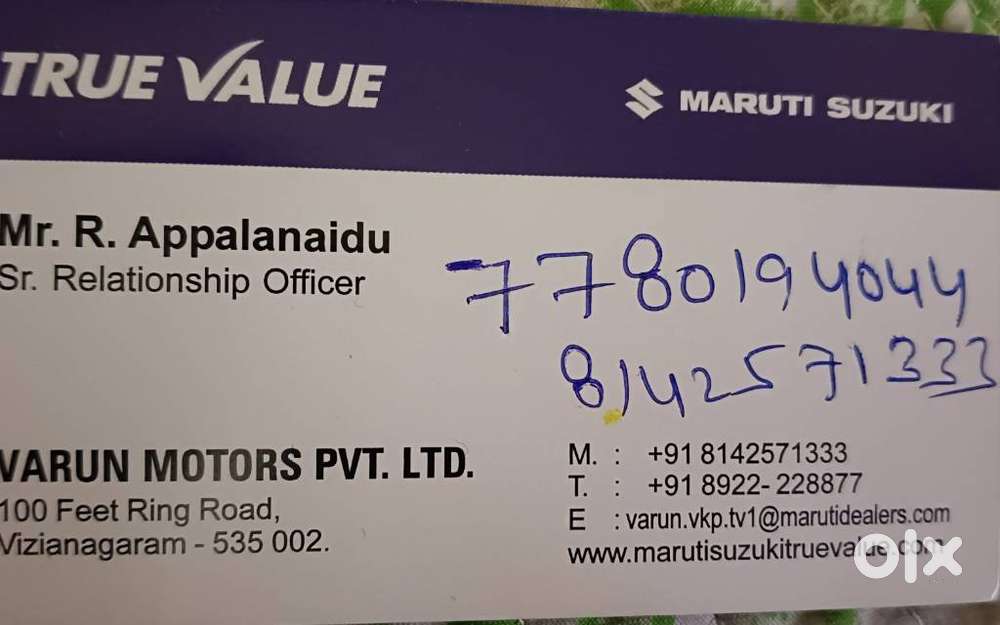 TRUE VALUE
MARUTI SUZUKI
Mr. R. Appalanaidu
Sr. Relationship Officer
7780194044
8142571333
VARUN MOTORS PVT. LTD.
100 Feet Ring Road,
Vizianagaram - 535 002.
M. : +91 8142571333
T. : +91 8922- 228877
E : varun.vkp.tv1@marutidealers.com
www.marutisuzukitruevalue.com
olx